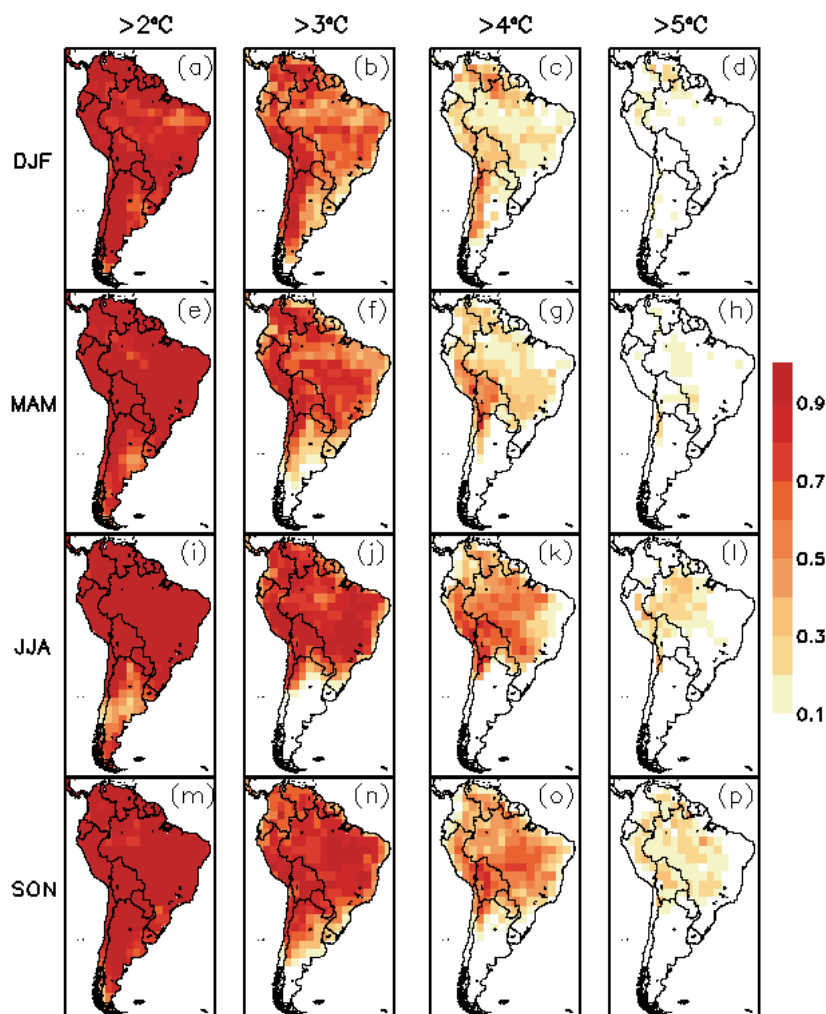 >2°C >3°C >4°C >5°C
DJF (a) (b) (c) (d)
MAM (e) (f) (g) (h)
JJA (i) (j) (k) (l)
SON (m) (n) (o) (p)
0.9
0.7
0.5
0.3
0.1